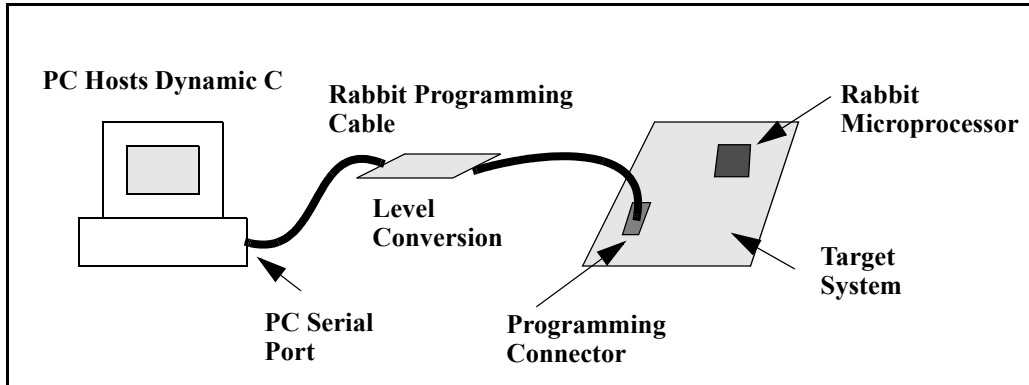 PC Hosts Dynamic C
Rabbit Programming
Cable
Rabbit
Microprocessor
Level
Conversion
Target
System
PC Serial
Port
Programming
Connector